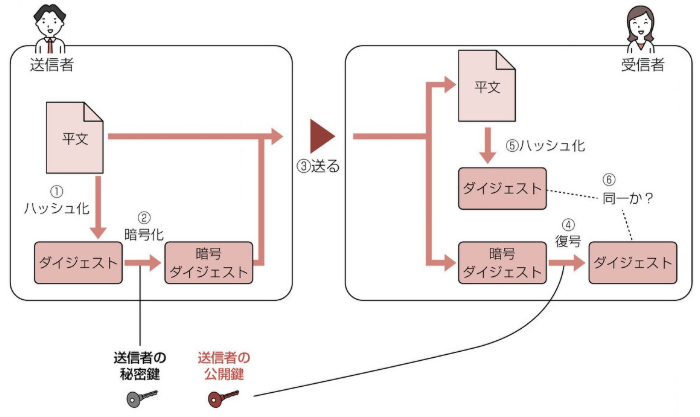 送信者
受信者
平文
①
ハッシュ化
②
暗号化
ダイジェスト
暗号
ダイジェスト
③送る
平文
⑤ハッシュ化
ダイジェスト
⑥
同一か？
暗号
ダイジェスト
④
復号
ダイジェスト
送信者の
秘密鍵
送信者の
公開鍵